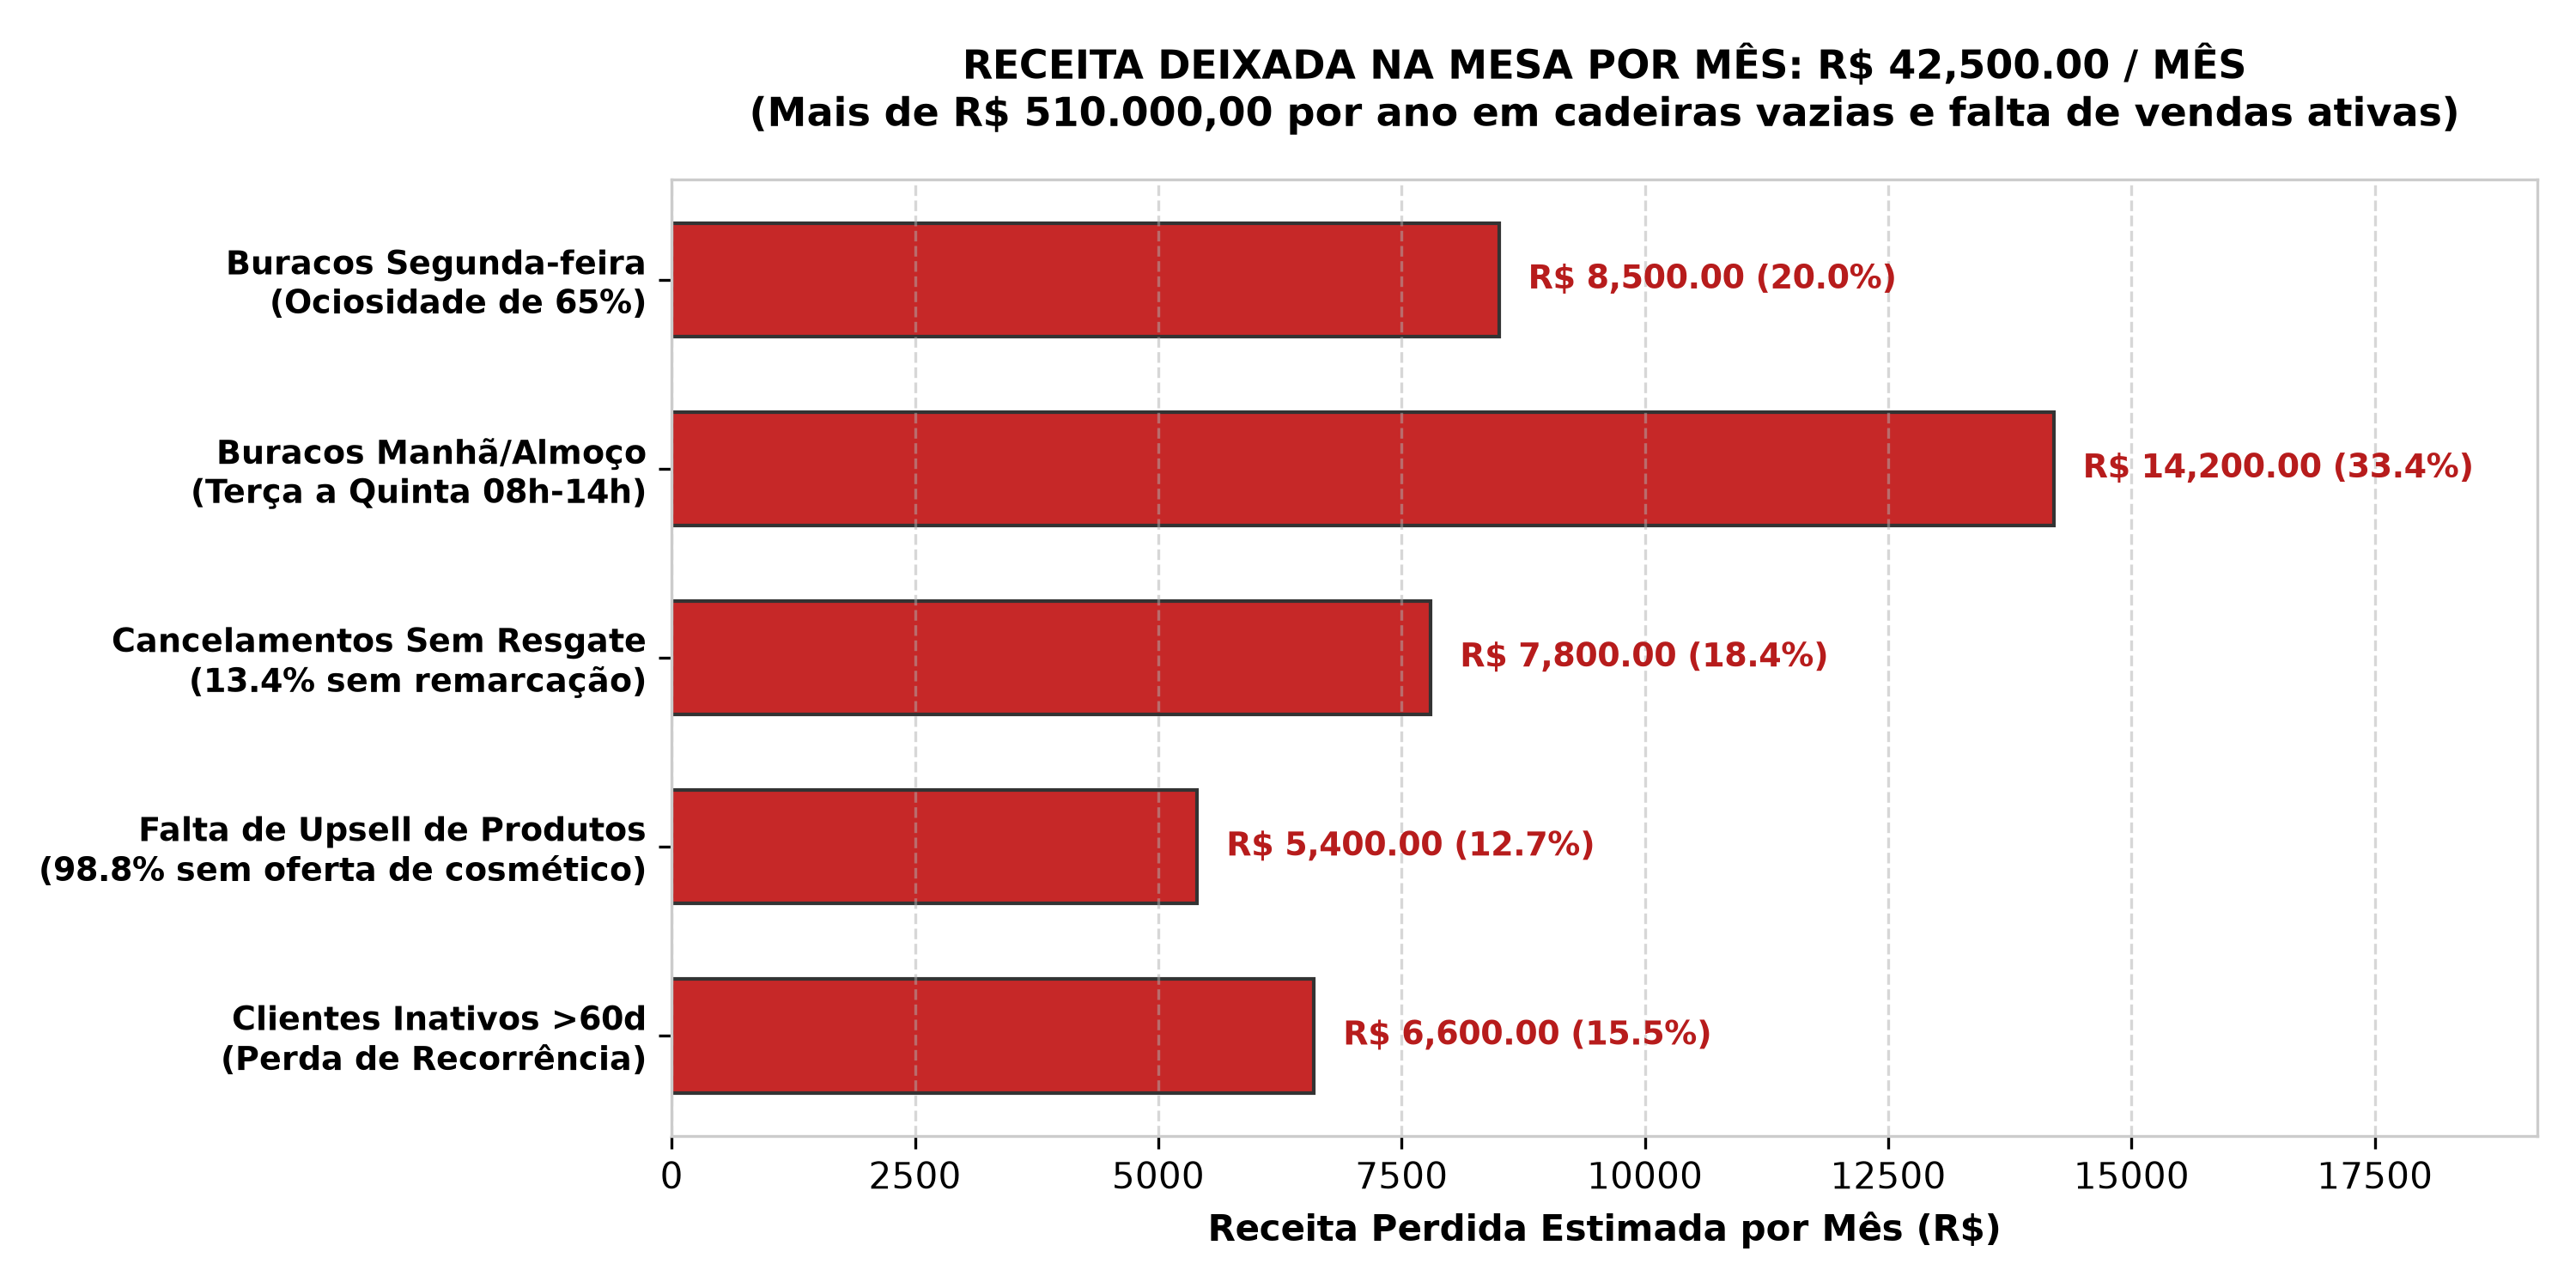 RECEITA DEIXADA NA MESA POR MÊS: R$ 42,500.00 / MÊS
(Mais de R$ 510.000,00 por ano em cadeiras vazias e falta de vendas ativas)
Buracos Segunda-feira
(Ociosidade de 65%)
R$ 8,500.00 (20.0%)
Buracos Manhã/Almoço
(Terça a Quinta 08h-14h)
R$ 14,200.00 (33.4%)
Cancelamentos Sem Resgate
(13.4% sem remarcação)
R$ 7,800.00 (18.4%)
Falta de Upsell de Produtos
(98.8% sem oferta de cosmético)
R$ 5,400.00 (12.7%)
Clientes Inativos >60d
(Perda de Recorrência)
R$ 6,600.00 (15.5%)
0 2500 5000 7500 10000 12500 15000 17500
Receita Perdida Estimada por Mês (R$)